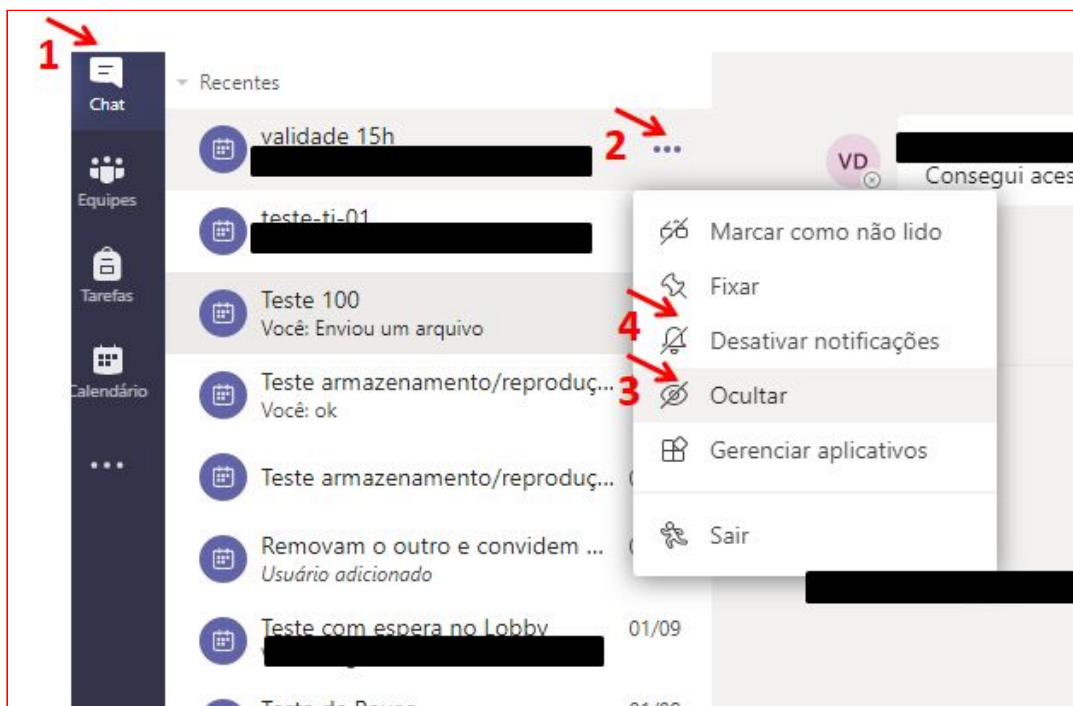 1
Chat
Recentes
validade 15h
2
VD
Consegui aces
Equipes
teste-ti-01
Marcar como não lido
Tarefas
Teste 100
Fixar
Você: Enviou um arquivo
4
Desativar notificações
Calendário
Teste armazenamento/reproduç...
3
Ocultar
Você: ok
Gerenciar aplicativos
Teste armazenamento/reproduç...
Removam o outro e convidem ...
Sair
Usuário adicionado
Teste com espera no Lobby
01/09